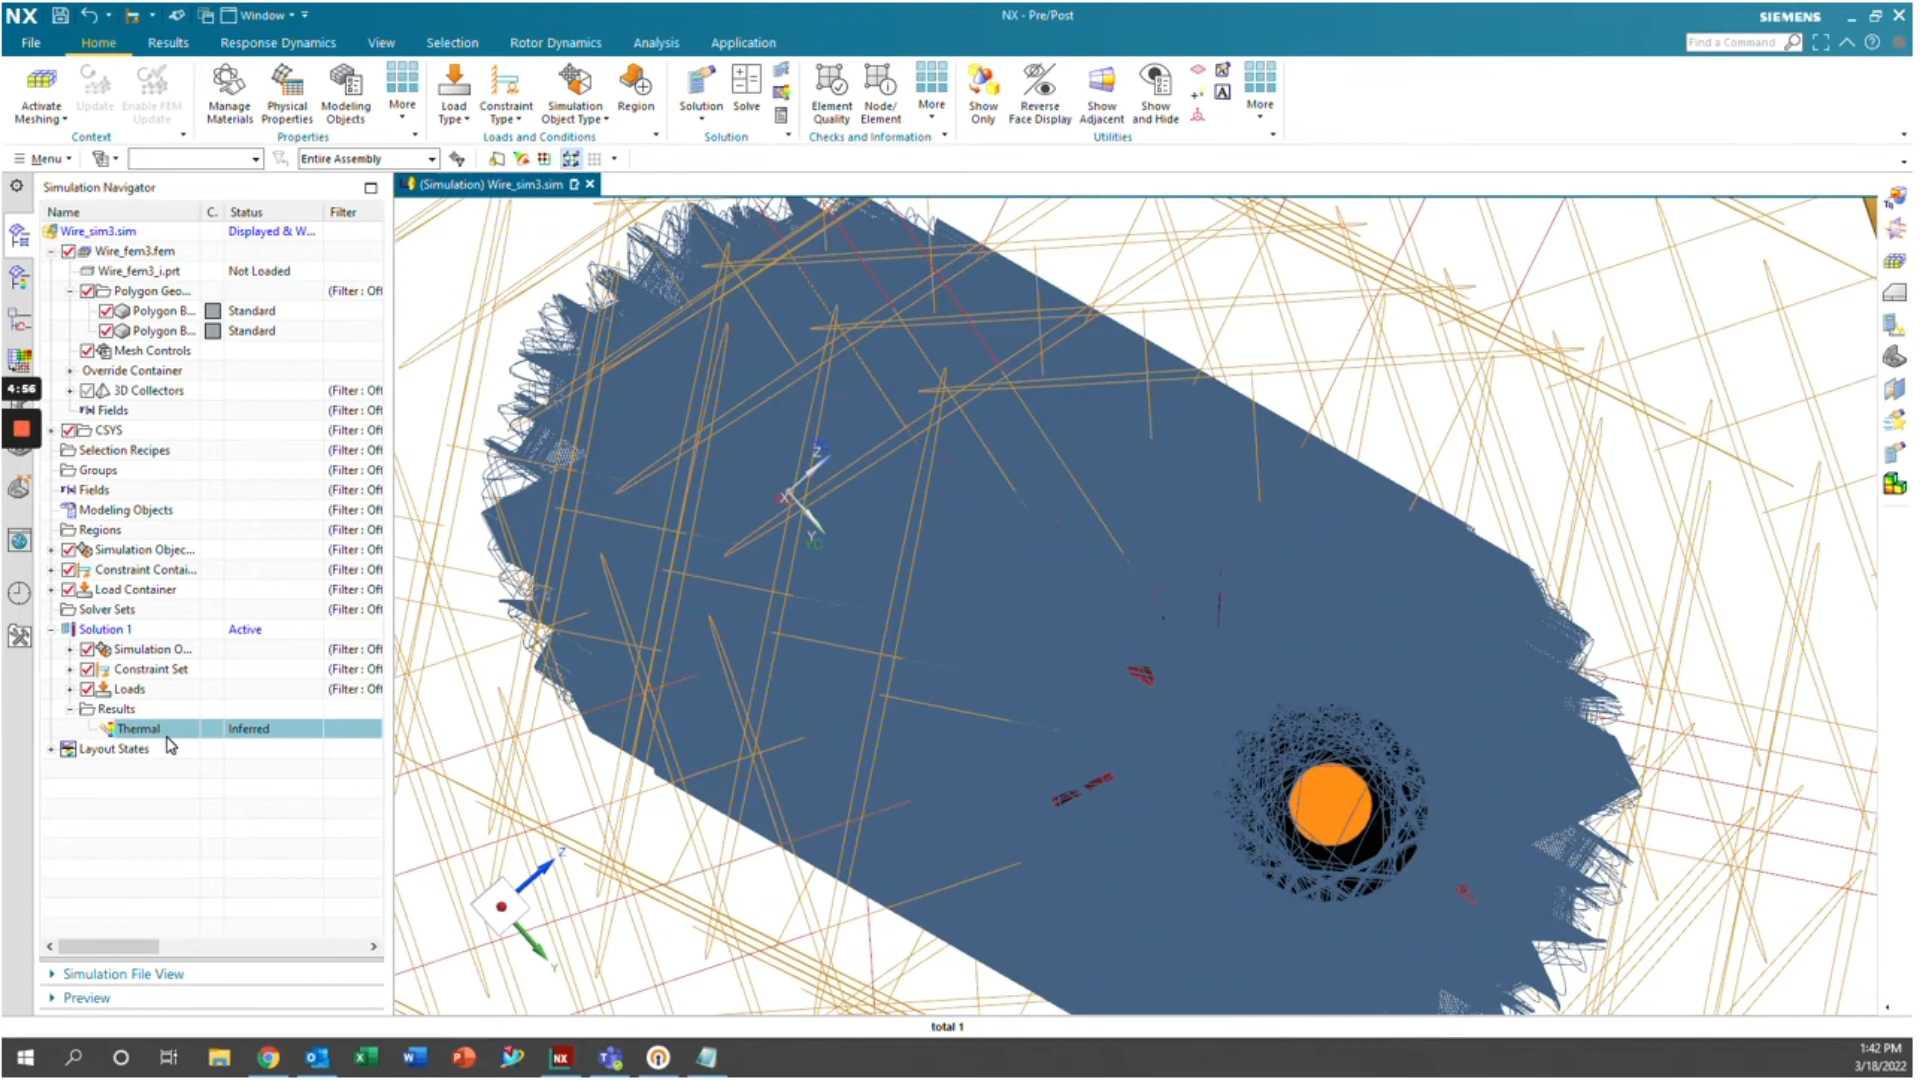 NX Window NX - Pre/Post SIEMENS
File Home Results Response Dynamics View Selection Rotor Dynamics Analysis Application Find a Command
Activate Meshing Update Enable FEM Update Manage Materials Physical Properties Modeling Objects More Load Type Constraint Type Simulation Object Type Region Solution Solve Element Quality Node/Element More Show Only Reverse Face Display Show Adjacent Show and Hide More
Context Properties Loads and Conditions Solution Checks and Information Utilities
Menu Entire Assembly
Simulation Navigator (Simulation) Wire_sim3.sim
Name C. Status Filter
Wire_sim3.sim Displayed & W...
Wire_fem3.fem
Wire_fem3_i.prt Not Loaded
Polygon Geo... (Filter : Off
Polygon B... Standard
Polygon B... Standard
Mesh Controls
Override Container
4:56
3D Collectors (Filter : Off
Fields (Filter : Off
CSYS (Filter : Off
Selection Recipes (Filter : Off
Groups (Filter : Off
Fields (Filter : Off
Modeling Objects (Filter : Off
Regions (Filter : Off
Simulation Objec... (Filter : Off
Constraint Contai... (Filter : Off
Load Container (Filter : Off
Solver Sets (Filter : Off
Solution 1 Active
Simulation O... (Filter : Off
Constraint Set (Filter : Off
Loads (Filter : Off
Results
Thermal Inferred
Layout States
Simulation File View
Preview
Z
X
Y
Z
Y
total 1
1:42 PM
3/18/2022